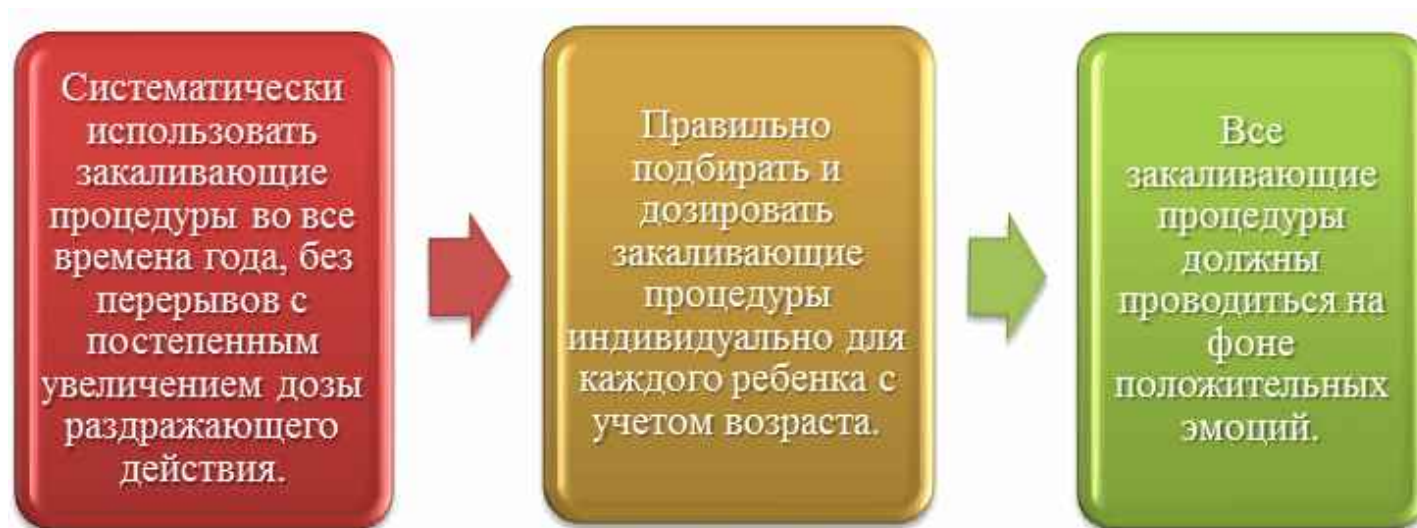 Систематически
использовать
закаливающие
процедуры во все
времена года, без
перерывов с
постепенным
увеличением дозы
раздражающего
действия.
Правильно
подбирать и
дозировать
закаливающие
процедуры
индивидуально для
каждого ребенка с
учетом возраста.
Все
закаливающие
процедуры
должны
проводиться на
фоне
положительных
эмоций.